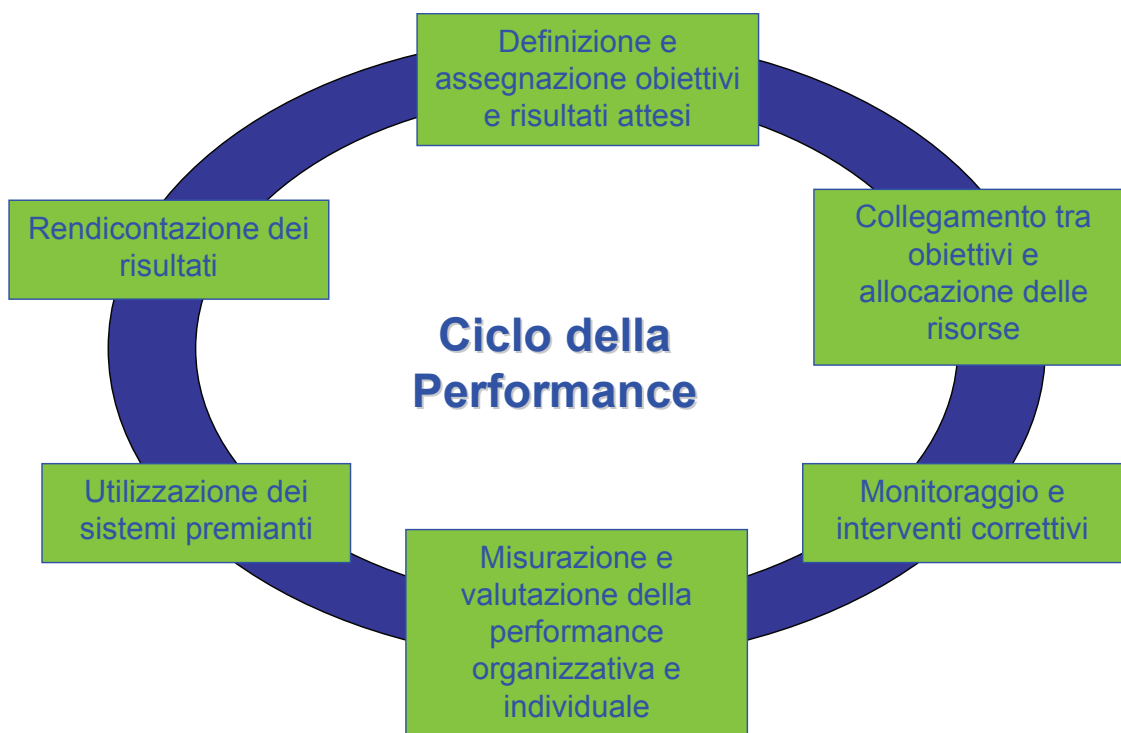 Definizione e
assegnazione obiettivi
e risultati attesi
Collegamento tra
obiettivi e
allocazione delle
risorse
Monitoraggio e
interventi correttivi
Misurazione e
valutazione della
performance
organizzativa e
individuale
Utilizzazione dei
sistemi premianti
Rendicontazione dei
risultati
Ciclo della
Performance